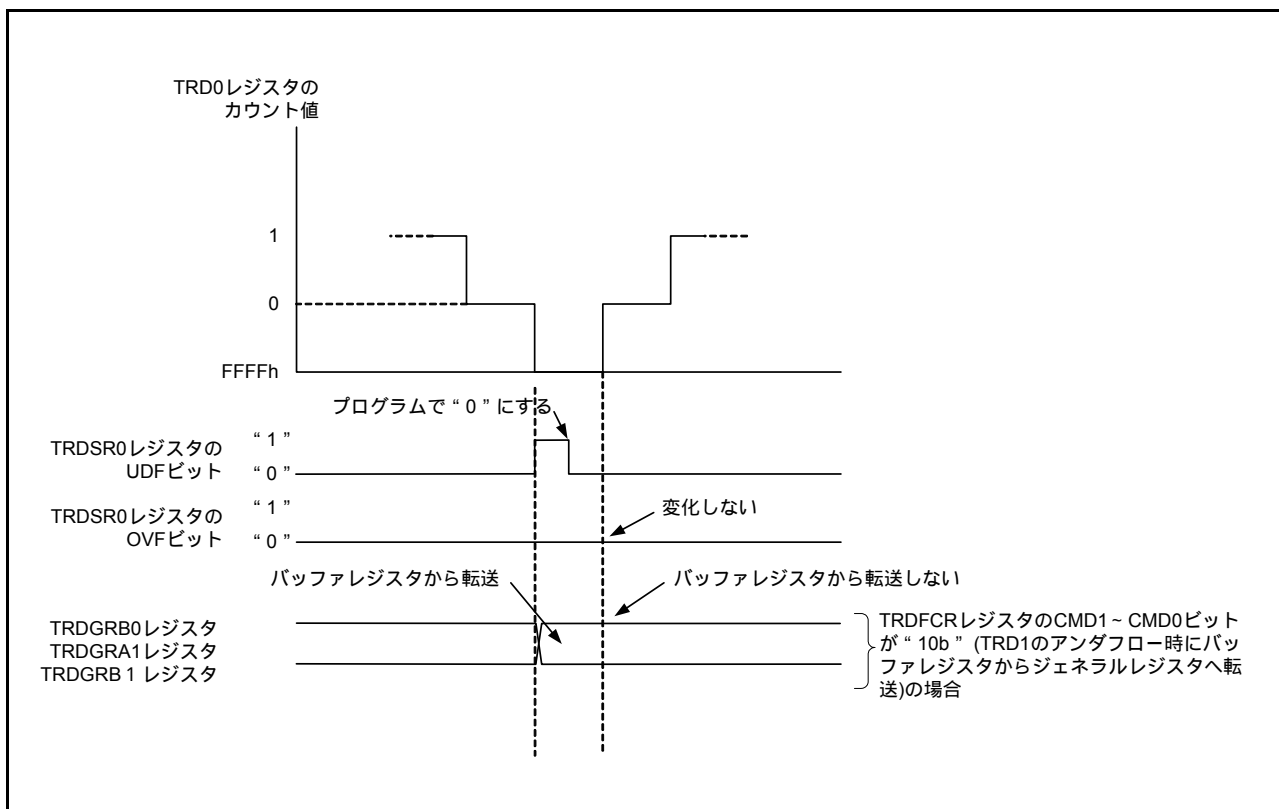 TRD0レジスタの
カウント値
1
0
FFFFh
プログラムで“0”にする
TRDSR0レジスタの
UDFビット
“1”
“0”
TRDSR0レジスタの
OVFビット
“1”
“0”
変化しない
バッファレジスタから転送
バッファレジスタから転送しない
TRDGRB0レジスタ
TRDGRA1レジスタ
TRDGRB1レジスタ
TRDFCRレジスタのCMD1~CMD0ビット
が“10b”(TRD1のアンダフロー時にバッ
ファレジスタからジェネラルレジスタへ転
送)の場合